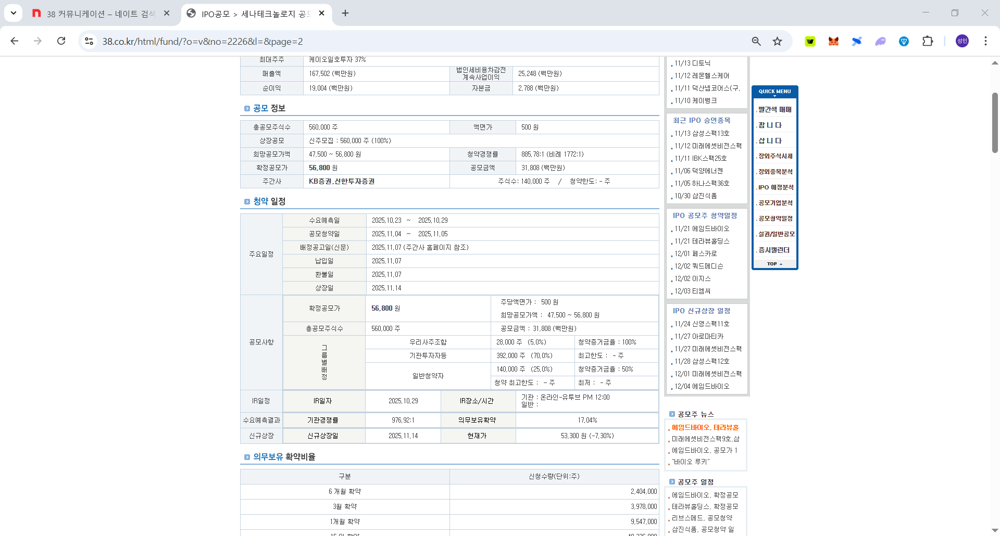 38 커뮤니케이션 – 네이트 검색
IPO공모 > 세나테크놀로지 공모
38.co.kr/html/fund/?o=v&no=2226&l=&page=2
성민
최대주주 케이오일호투자 37%
매출액 167,502 (백만원) 법인세비용차감전 계속사업이익 25,248 (백만원)
순이익 19,004 (백만원) 자본금 2,788 (백만원)
공모 정보
총공모주식수 560,000 주 액면가 500 원
상장공모 신주모집 : 560,000 주 (100%)
희망공모가액 47,500 ~ 56,800 원 청약경쟁률 885.78:1 (비례 1772:1)
확정공모가 56,800 원 공모금액 31,808 (백만원)
주간사 KB증권,신한투자증권 주식수: 140,000 주 / 청약한도: - 주
청약 일정
주요일정
수요예측일 2025.10.23 ~ 2025.10.29
공모청약일 2025.11.04 ~ 2025.11.05
배정공고일(신문) 2025.11.07 (주간사 홈페이지 참조)
납입일 2025.11.07
환불일 2025.11.07
상장일 2025.11.14
공모사항
확정공모가 56,800 원 주당액면가 : 500 원
희망공모가액 : 47,500 ~ 56,800 원
총공모주식수 560,000 주 공모금액 : 31,808 (백만원)
그룹별배정
우리사주조합 28,000 주 (5.0%) 청약증거금율 : 100%
기관투자자등 392,000 주 (70.0%) 최고한도 : - 주
일반청약자 140,000 주 (25.0%) 청약증거금율 : 50%
청약 최고한도 : - 주 최저 : - 주
IR일정 IR일자 2025.10.29 IR장소/시간 기관 : 온라인-유투브 PM 12:00
일반 :
수요예측결과 기관경쟁률 976.92:1 의무보유확약 17.04%
신규상장 신규상장일 2025.11.14 현재가 53,300 원 (-7.30%)
의무보유 확약비율
구분 신청수량(단위:주)
6 개월 확약 2,404,000
3월 확약 3,978,000
1개월 확약 9,547,000
11/13 디토닉
11/12 레몬헬스케어
11/11 덕산넵코어스(구.
11/10 케이뱅크
최근 IPO 승인종목
11/13 삼성스팩13호
11/12 미래에셋비전스팩
11/11 IBK스팩25호
11/06 덕양에너젠
11/05 하나스팩36호
10/30 삼진식품
IPO 공모주 청약일정
11/21 에임드바이오
11/21 테라뷰홀딩스
12/01 페스카로
12/02 쿼드메디슨
12/02 이지스
12/03 티엠씨
IPO 신규상장 일정
11/24 신영스팩11호
11/27 아로마티카
11/27 미래에셋비전스팩
11/28 삼성스팩12호
12/01 미래에셋비전스팩
12/04 에임드바이오
공모주 뉴스
에임드바이오, 테라뷰홀
미래에셋비전스팩9호,삼
에임드바이오, 공모가 1
"바이오 루키"
공모주 일정
에임드바이오, 확정공모
테라뷰홀딩스, 확정공모
리브스메드, 공모청약
삼진식품, 공모청약 일
QUICK MENU
빨간색 매매
팝 니 다
삽 니 다
장외주식시세
장외종목분석
IPO 예정분석
공모기업분석
공모청약일정
실권/일반공모
증시캘린더
TOP